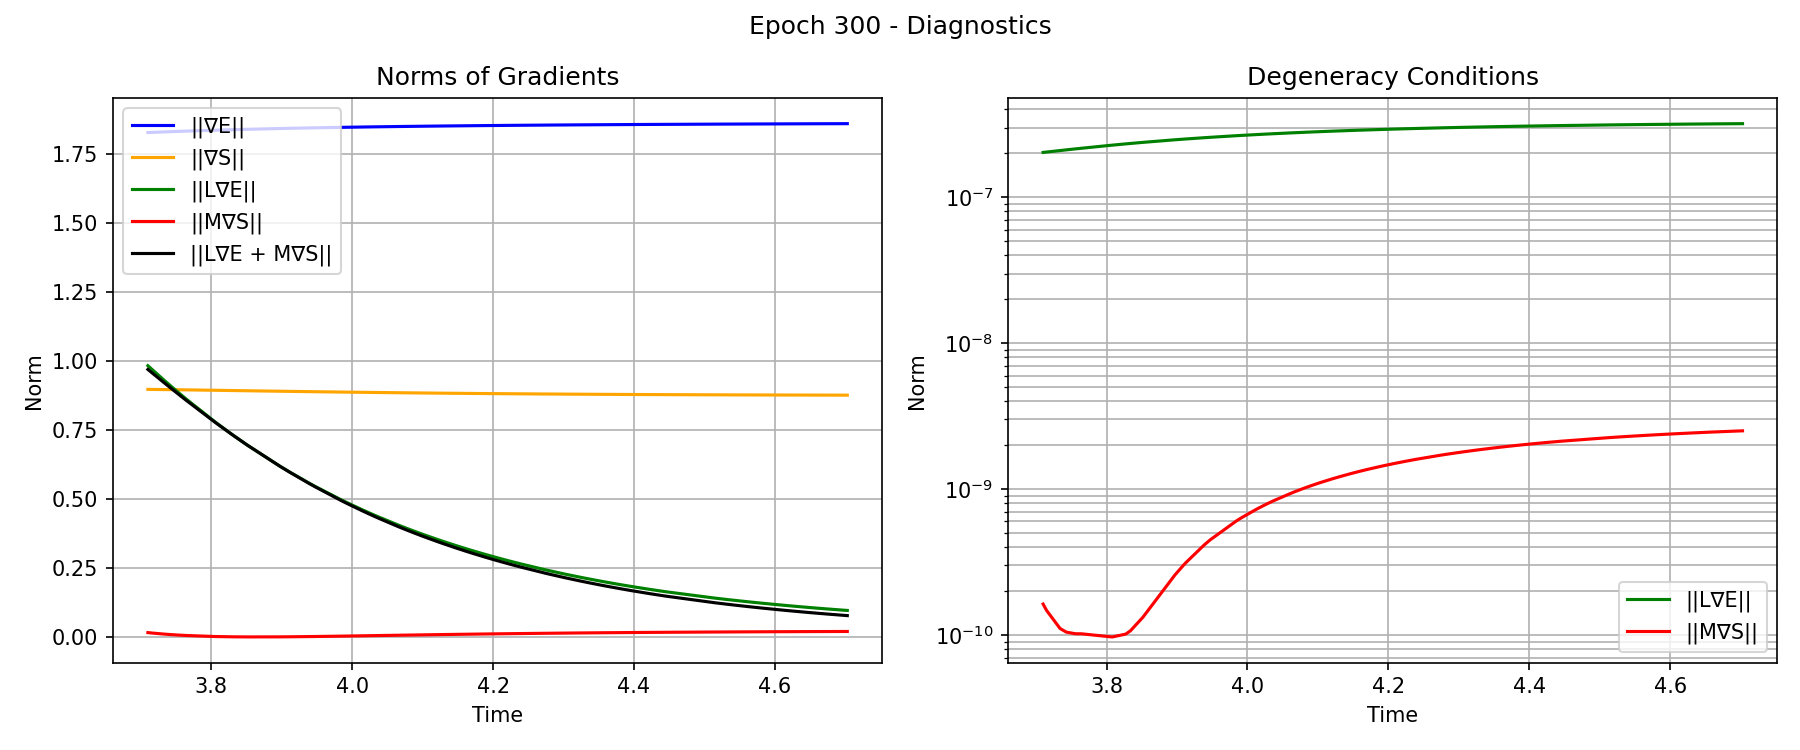 Epoch 300 - Diagnostics
Norms of Gradients
||∇E||
||∇S||
||L∇E||
||M∇S||
||L∇E + M∇S||
1.75
1.50
1.25
1.00
0.75
0.50
0.25
0.00
Norm
3.8
4.0
4.2
4.4
4.6
Time
Degeneracy Conditions
10⁻⁷
10⁻⁸
10⁻⁹
10⁻¹⁰
Norm
||L∇E||
||M∇S||
3.8
4.0
4.2
4.4
4.6
Time